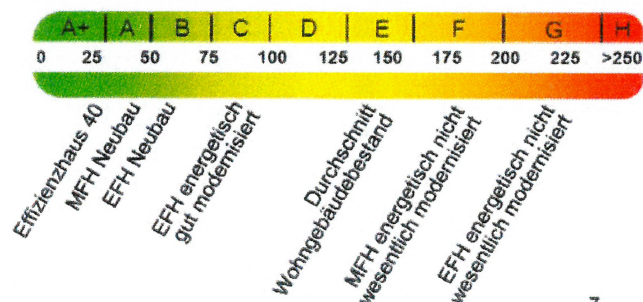 A+ A B C D E F G H
0 25 50 75 100 125 150 175 200 225 >250
Effizienzhaus 40
MFH Neubau
EFH Neubau
EFH energetisch
gut modernisiert
Durchschnitt
Wohngebäudebestand
MFH energetisch nicht
wesentlich modernisiert
EFH energetisch nicht
wesentlich modernisiert